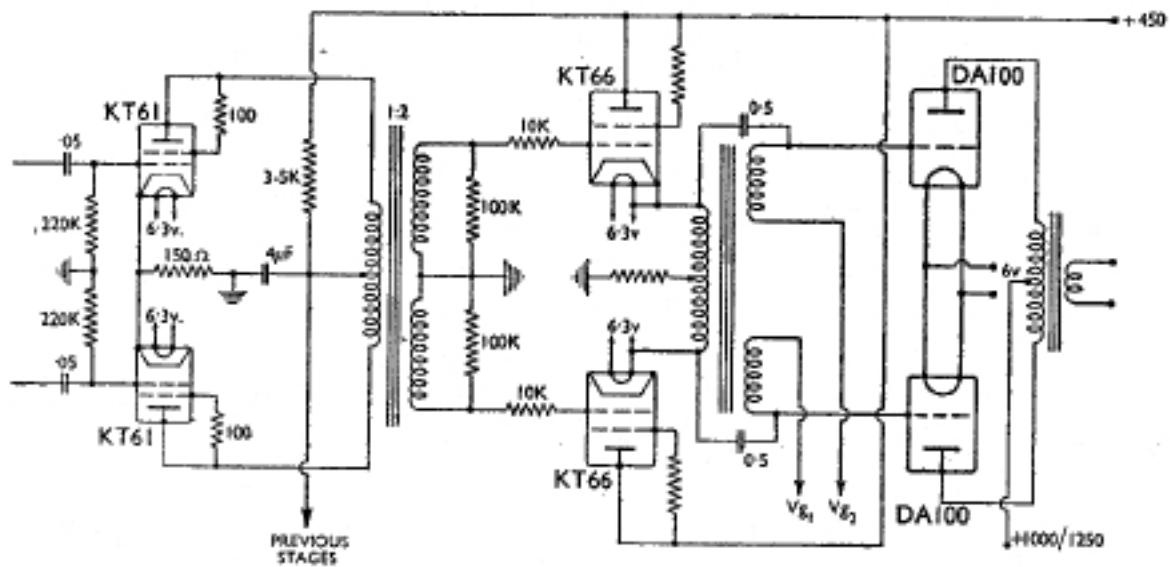 +450
KT66
DA100
KT61
100
1:2
0·5
·05
10K
3·5K
220K
6·3v.
100K
6·3v
150Ω
4μF
6v
220K
6·3v.
6·3v
100K
·05
10K
KT61
100
0·5
KT66
Vg1
Vg2
DA100
+1000/1250
PREVIOUS
STAGES